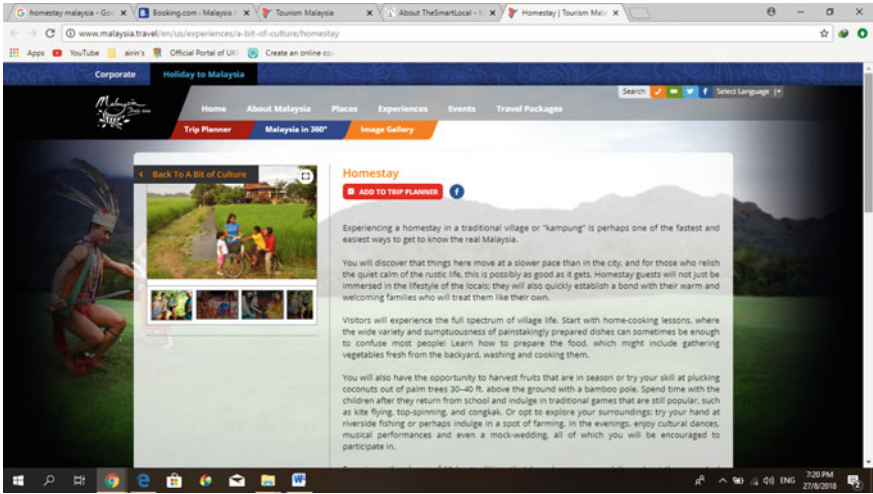 homestay malaysia - Go
Booking.com : Malaysia
Tourism Malaysia
About TheSmartLocal -
Homestay | Tourism Mal
www.malaysia.travel/en/us/experiences/a-bit-of-culture/homestay
Apps
YouTube
airin's
Official Portal of UKI
Create an online cou
Corporate
Holiday to Malaysia
Search
Select Language
Malaysia
Home
About Malaysia
Places
Experiences
Events
Travel Packages
Trip Planner
Malaysia in 360°
Image Gallery
Back To A Bit of Culture
Homestay
ADD TO TRIP PLANNER
Experiencing a homestay in a traditional village or "kampung" is perhaps one of the fastest and
easiest ways to get to know the real Malaysia.
You will discover that things here move at a slower pace than in the city, and for those who relish
the quiet calm of the rustic life, this is possibly as good as it gets. Homestay guests will not just be
immersed in the lifestyle of the locals; they will also quickly establish a bond with their warm and
welcoming families who will treat them like their own.
Visitors will experience the full spectrum of village life. Start with home-cooking lessons, where
the wide variety and sumptuousness of painstakingly prepared dishes can sometimes be enough
to confuse most people! Learn how to prepare the food, which might include gathering
vegetables fresh from the backyard, washing and cooking them.
You will also have the opportunity to harvest fruits that are in season or try your skill at plucking
coconuts out of palm trees 30–40 ft. above the ground with a bamboo pole. Spend time with the
children after they return from school and indulge in traditional games that are still popular, such
as kite flying, top-spinning, and congkak. Or opt to explore your surroundings: try your hand at
riverside fishing or perhaps indulge in a spot of farming. In the evenings, enjoy cultural dances,
musical performances and even a mock-wedding, all of which you will be encouraged to
participate in.
ENG
7:20 PM
27/8/2018